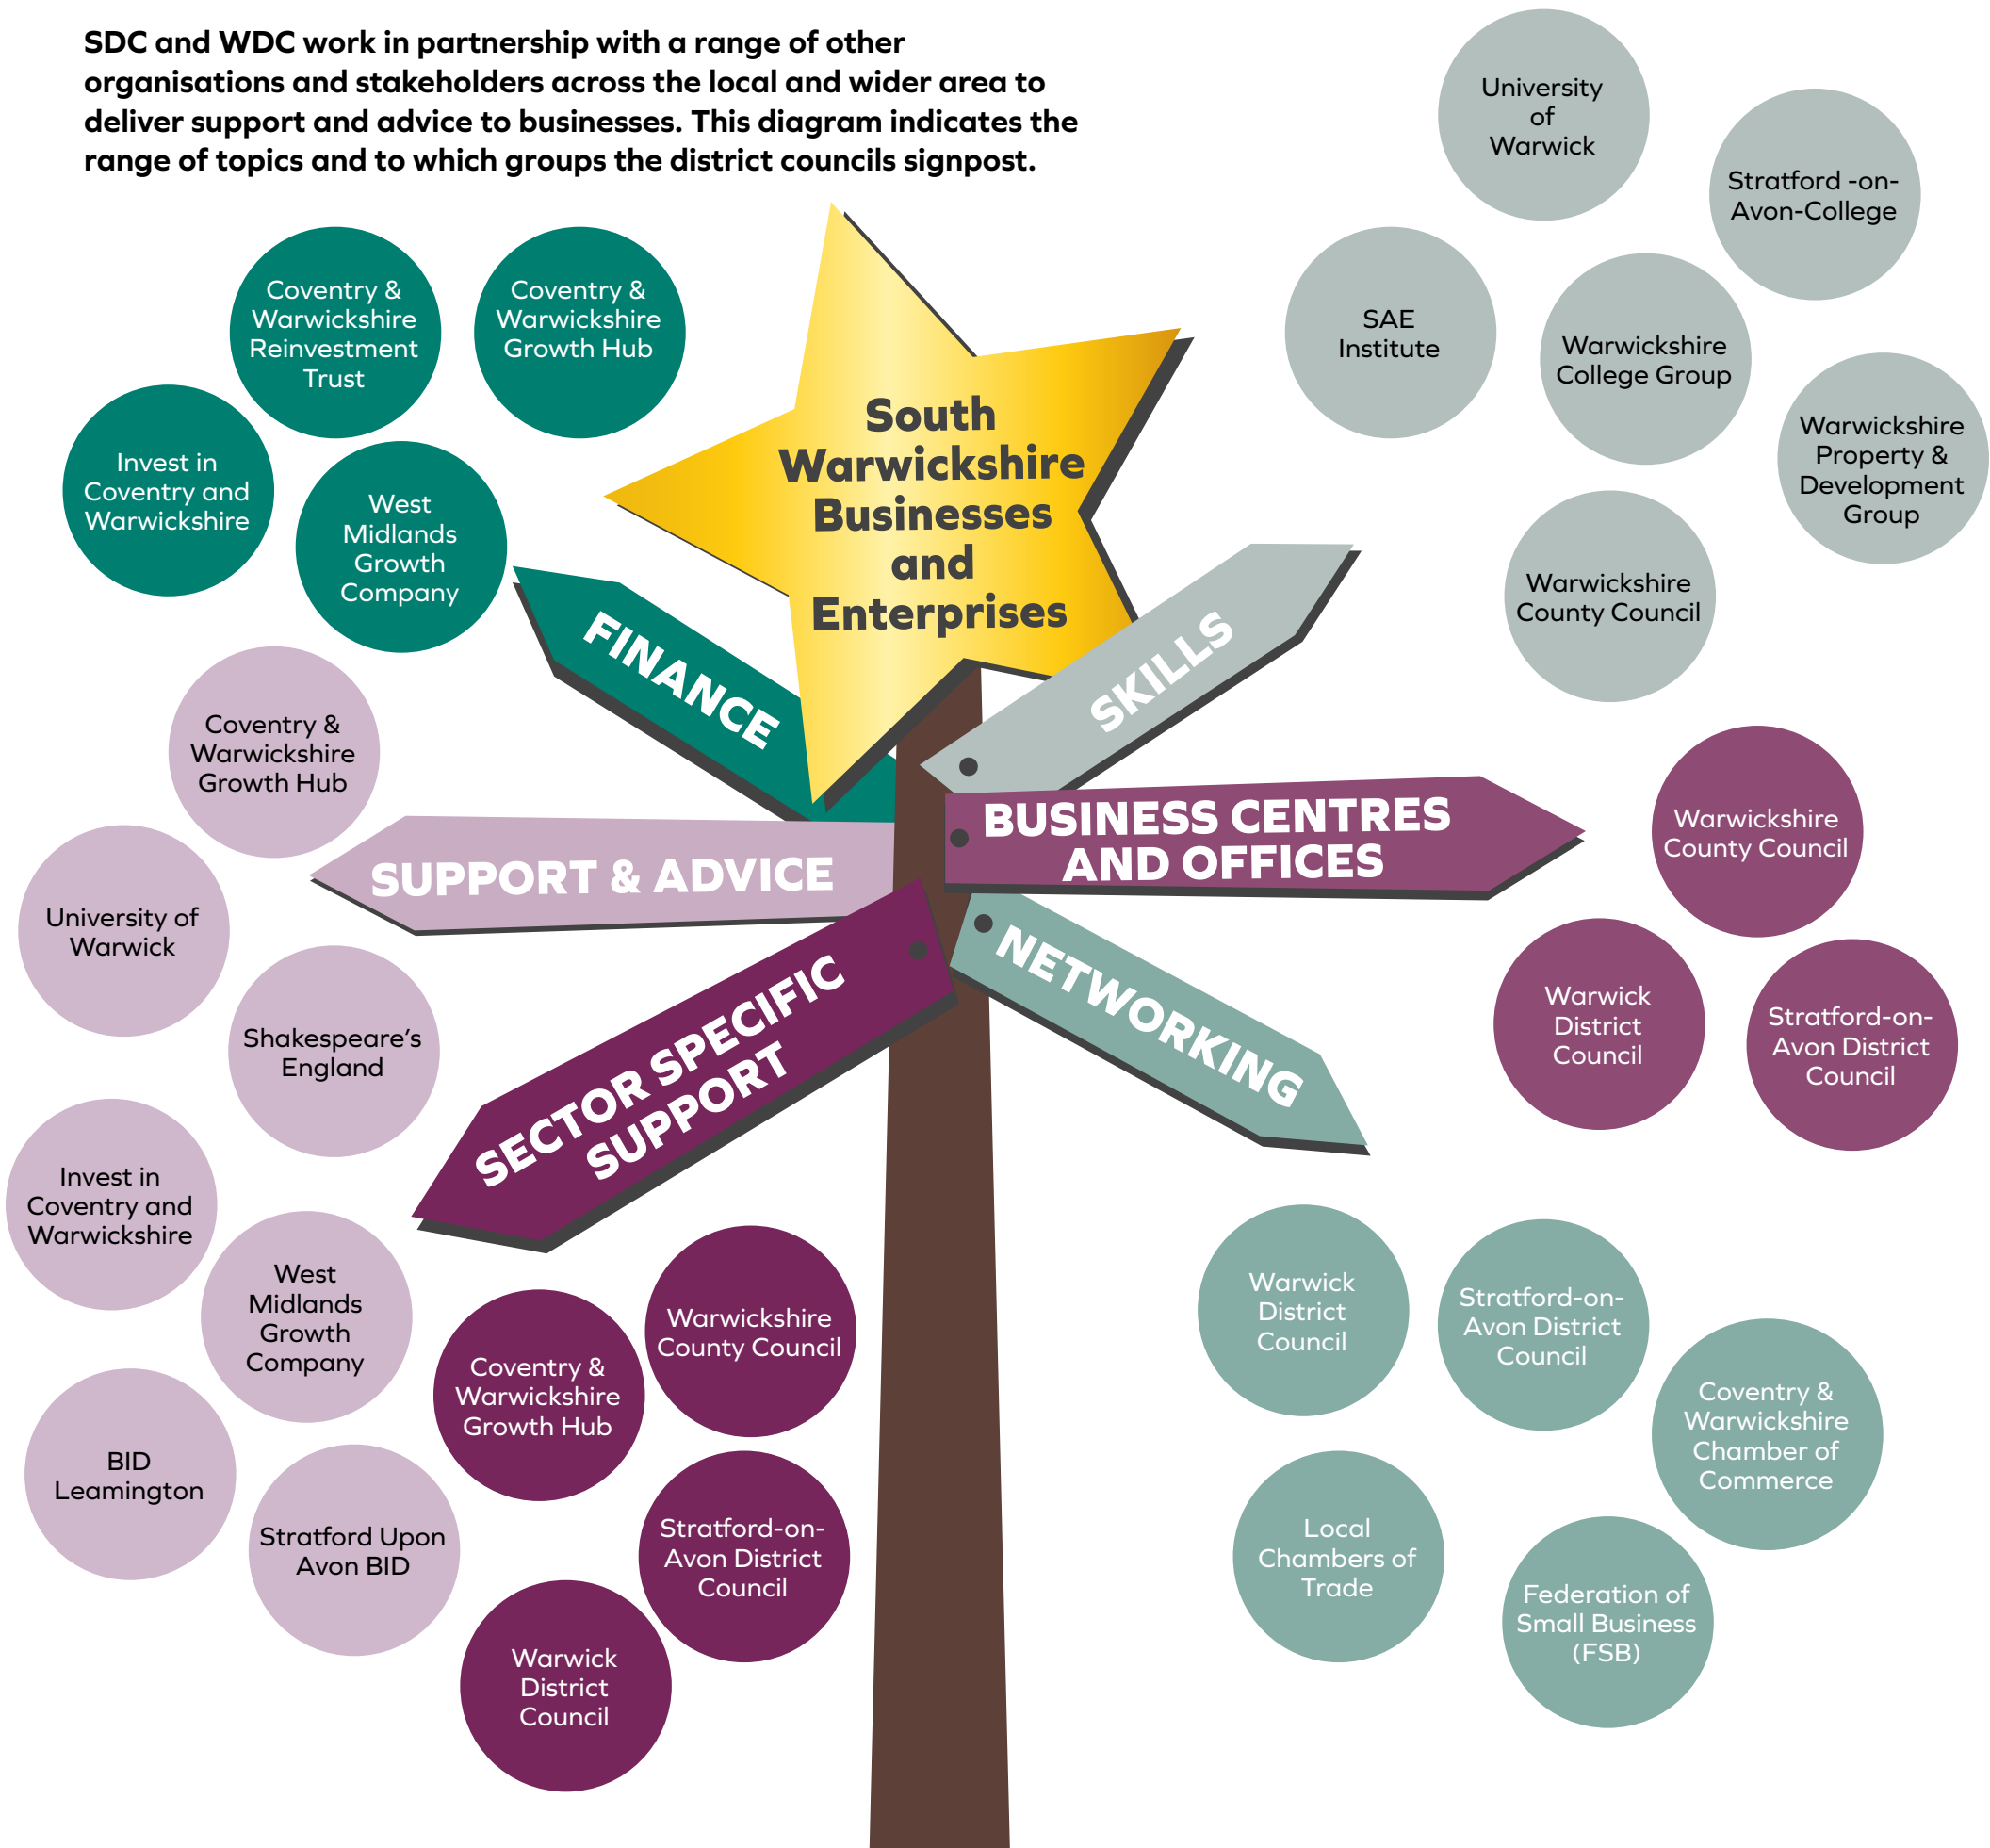 SDC and WDC work in partnership with a range of other
organisations and stakeholders across the local and wider area to
deliver support and advice to businesses. This diagram indicates the
range of topics and to which groups the district councils signpost.
South
Warwickshire
Businesses
and
Enterprises
FINANCE
Coventry &
Warwickshire
Reinvestment
Trust
Coventry &
Warwickshire
Growth Hub
Invest in
Coventry and
Warwickshire
West
Midlands
Growth
Company
SKILLS
University
of
Warwick
Stratford -on-
Avon-College
SAE
Institute
Warwickshire
College Group
Warwickshire
Property &
Development
Group
Warwickshire
County Council
SUPPORT & ADVICE
Coventry &
Warwickshire
Growth Hub
University of
Warwick
Shakespeare’s
England
Invest in
Coventry and
Warwickshire
West
Midlands
Growth
Company
BID
Leamington
Stratford Upon
Avon BID
BUSINESS CENTRES
AND OFFICES
Warwickshire
County Council
Warwick
District
Council
Stratford-on-
Avon District
Council
SECTOR SPECIFIC
SUPPORT
Warwickshire
County Council
Coventry &
Warwickshire
Growth Hub
Stratford-on-
Avon District
Council
Warwick
District
Council
NETWORKING
Warwick
District
Council
Stratford-on-
Avon District
Council
Coventry &
Warwickshire
Chamber of
Commerce
Local
Chambers of
Trade
Federation of
Small Business
(FSB)